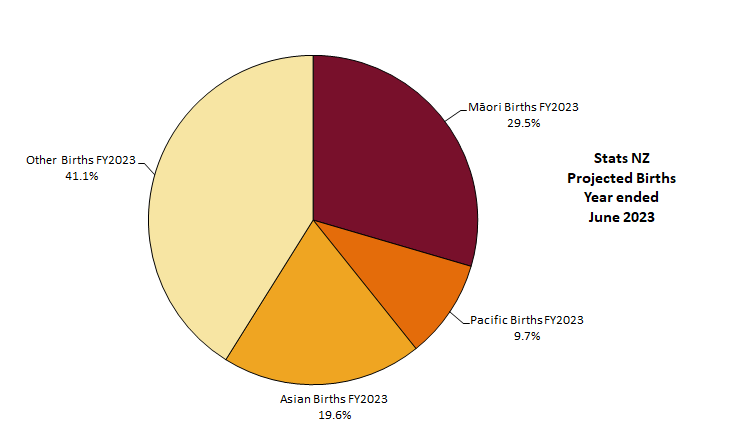 Māori Births FY2023
29.5%
Other Births FY2023
41.1%
Stats NZ
Projected Births
Year ended
June 2023
Pacific Births FY2023
9.7%
Asian Births FY2023
19.6%